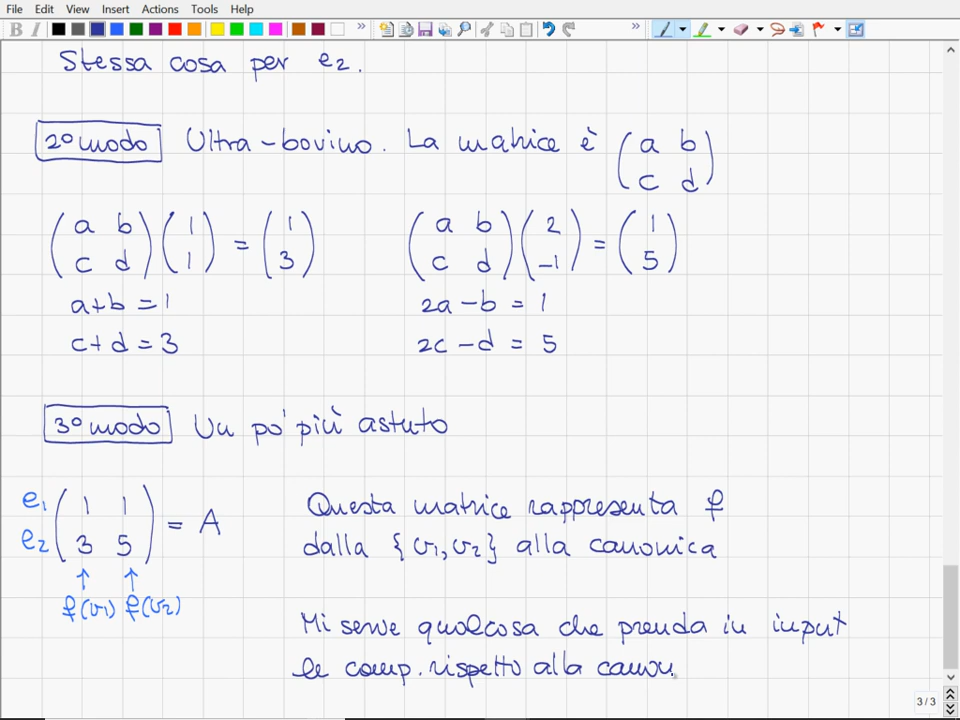 File Edit View Insert Actions Tools Help
B I
Stessa cosa per e2.
2° modo Ultra-bovino. La matrice è (a b
c d)
(a b (1 = (1 (a b (2 = (1
c d) 1) 3) c d) -1) 5)
a+b=1 2a-b=1
c+d=3 2c-d=5
3° modo Un po' più astuto
e1 (1 1
e2 3 5) = A
↑ ↑
f(v1) f(v2)
Questa matrice rappresenta f
dalla {v1,v2} alla canonica
Mi serve qualcosa che prenda in input
le comp. rispetto alla canon
3 / 3